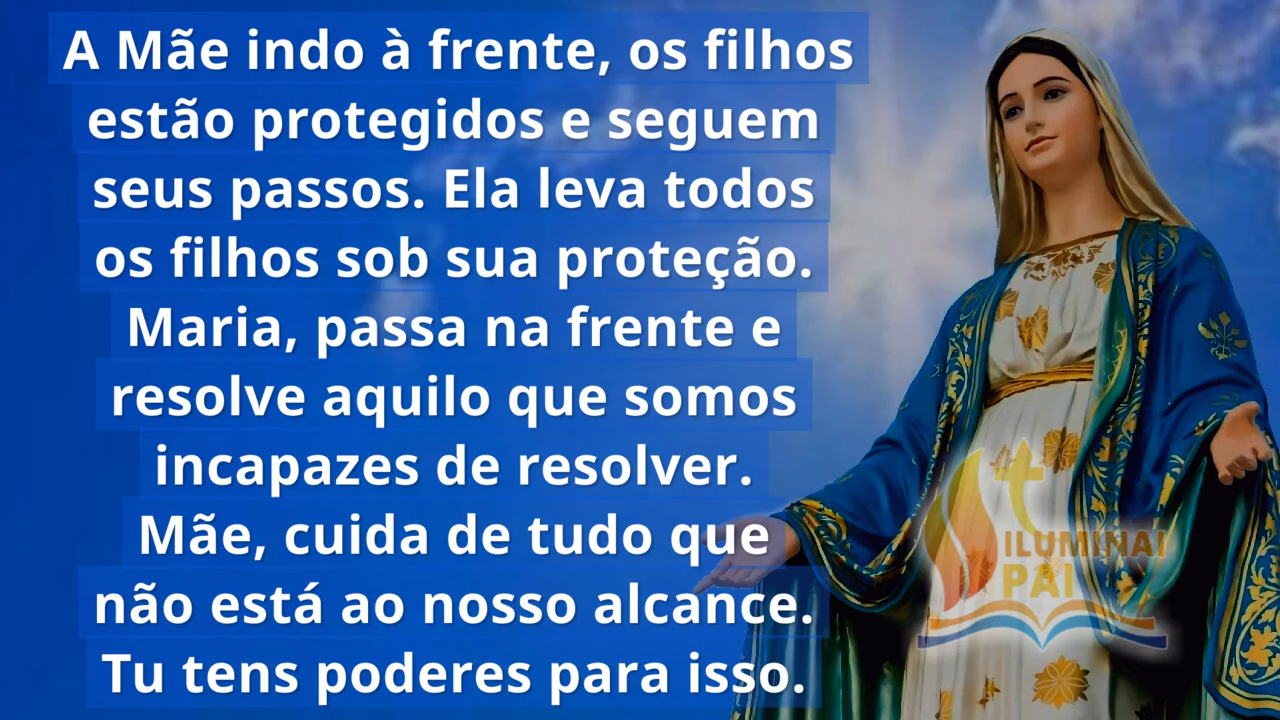 A Mãe indo à frente, os filhos
estão protegidos e seguem
seus passos. Ela leva todos
os filhos sob sua proteção.
Maria, passa na frente e
resolve aquilo que somos
incapazes de resolver.
Mãe, cuida de tudo que
não está ao nosso alcance.
Tu tens poderes para isso.
ILUMINAI
PAI